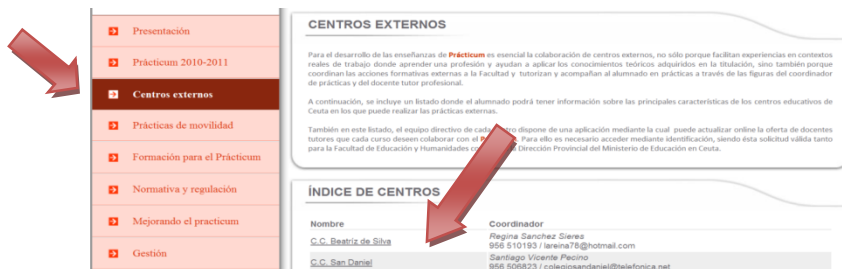 Presentación
Prácticum 2010-2011
Centros externos
Prácticas de movilidad
Formación para el Prácticum
Normativa y regulación
Mejorando el practicum
Gestión
CENTROS EXTERNOS
Para el desarrollo de las enseñanzas de Prácticum es esencial la colaboración de centros externos, no sólo porque facilitan experiencias en contextos
reales de trabajo donde aprender una profesión y ayudan a aplicar los conocimientos teóricos adquiridos en la titulación, sino también porque
coordinan las acciones formativas externas a la Facultad y tutorizan y acompañan al alumnado en prácticas a través de las figuras del coordinador
de prácticas y del docente tutor profesional.
A continuación, se incluye un listado donde el alumnado podrá tener información sobre las principales características de los centros educativos de
Ceuta en los que puede realizar las prácticas externas.
También en este listado, el equipo directivo de cada dispone de una aplicación mediante la cual puede actualizar online la oferta de docentes
tutores que cada curso deseen colaborar con el Para ello es necesario acceder mediante identificación, siendo ésta solicitud válida tanto
para la Facultad de Educación y Humanidades Dirección Provincial del Ministerio de Educación en Ceuta.
ÍNDICE DE CENTROS
Nombre Coordinador
C.C. Beatriz de Silva Regina Sanchez Sieres
956 510193 / lareina78@hotmail.com
C.C. San Daniel Santiago Vicente Pecino
956 506823 / colegiosandaniel@telefonica.net